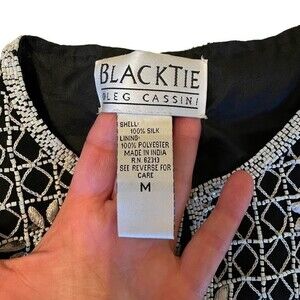 BLACKTIE
OLEG CASSINI
SHELL:
100% SILK
LINING:
100% POLYESTER
MADE IN INDIA
R.N. 62313
SEE REVERSE FOR
CARE
M